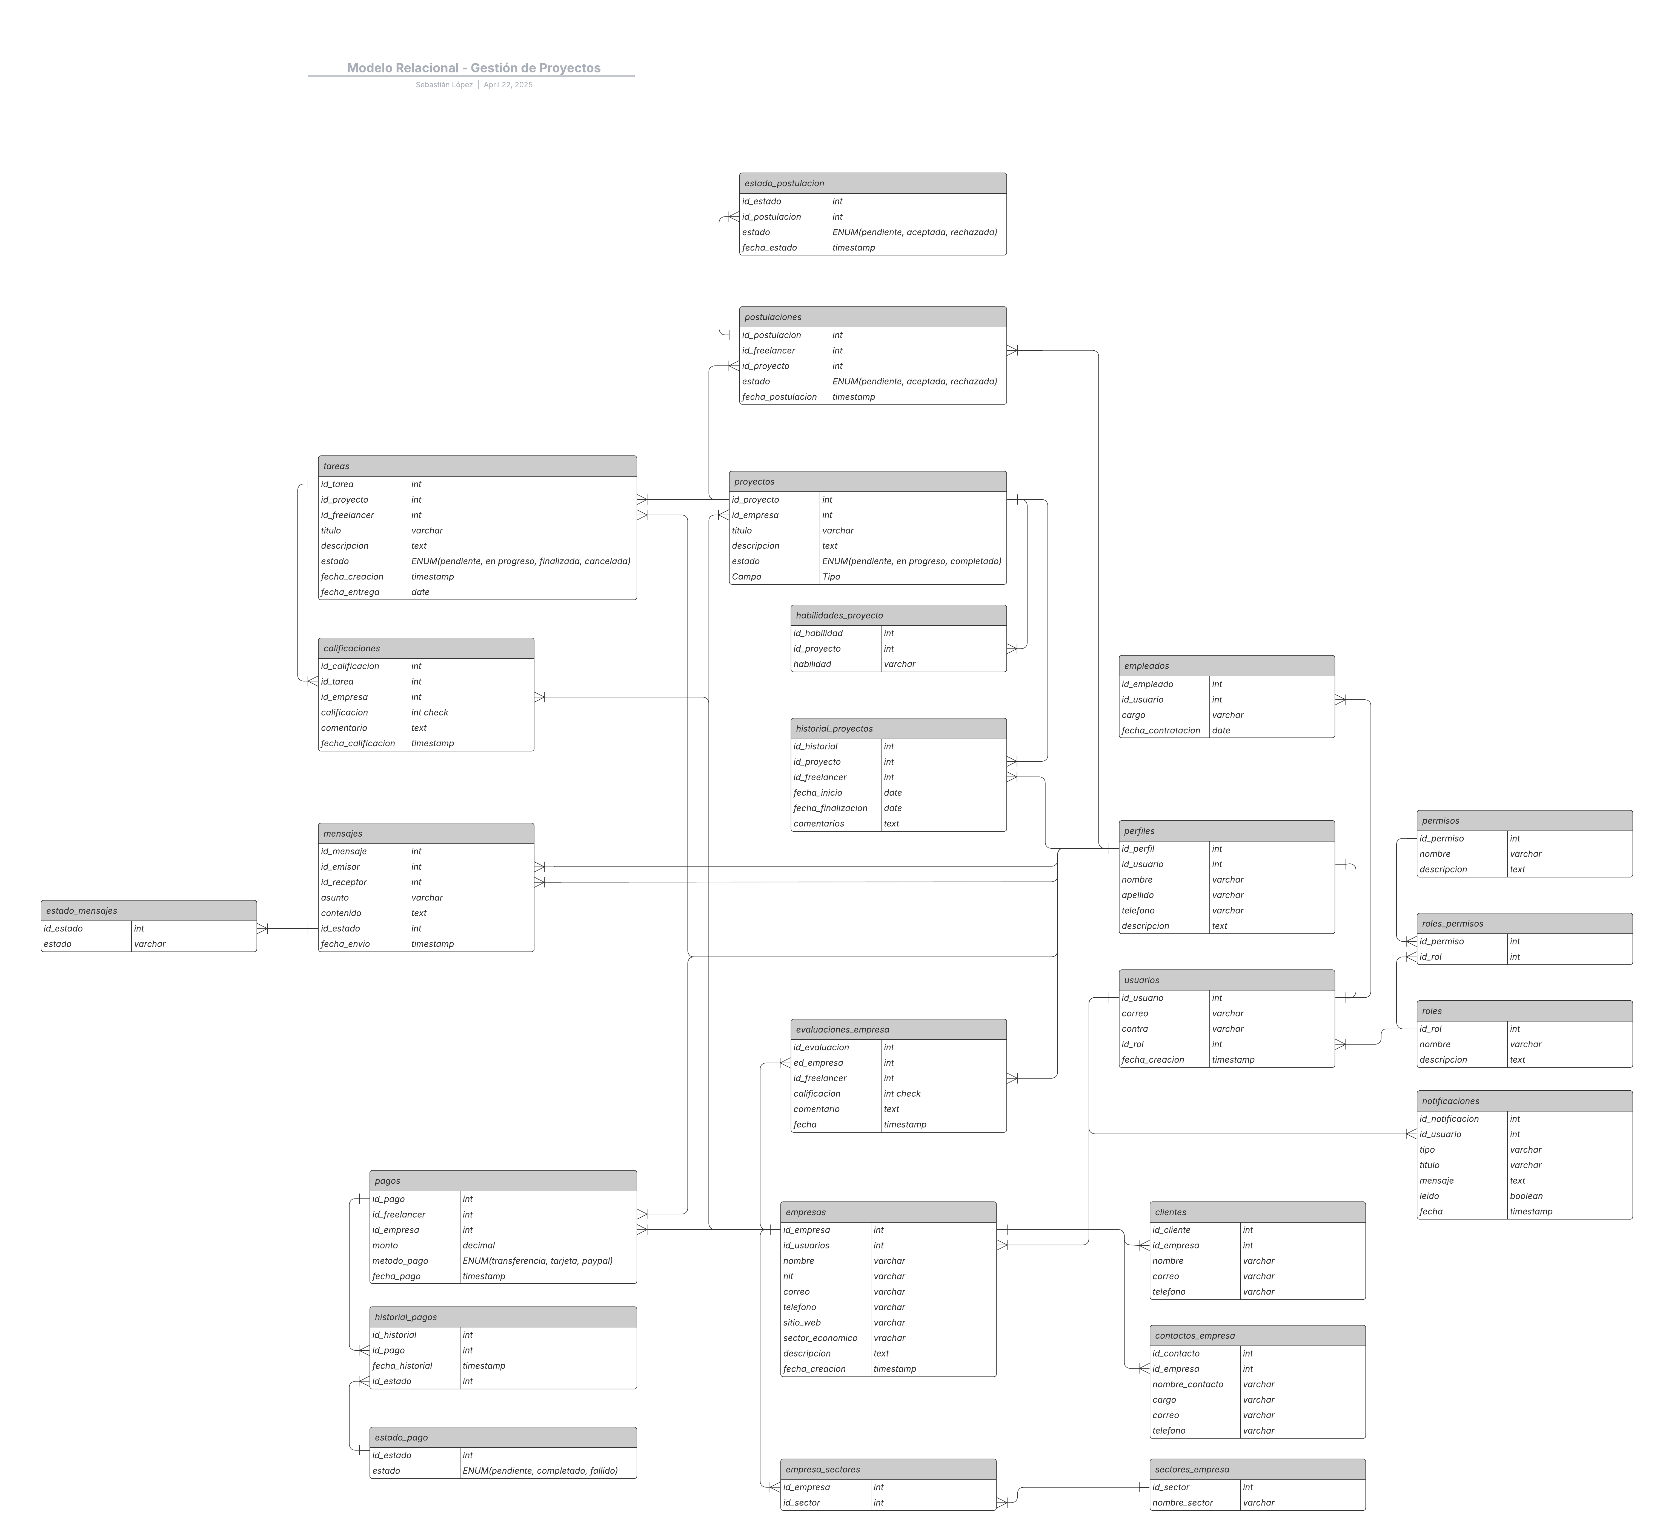 Modelo Relacional - Gestión de Proyectos
Sebastián López | April 22, 2025
estado_postulacion
id_estado int
id_postulacion int
estado ENUM(pendiente, aceptada, rechazada)
fecha_estado timestamp
postulaciones
id_postulacion int
id_freelancer int
id_proyecto int
estado ENUM(pendiente, aceptada, rechazada)
fecha_postulacion timestamp
tareas
id_tarea int
id_proyecto int
id_freelancer int
titulo varchar
descripcion text
estado ENUM(pendiente, en progreso, finalizada, cancelada)
fecha_creacion timestamp
fecha_entrega date
proyectos
id_proyecto int
id_empresa int
titulo varchar
descripcion text
estado ENUM(pendiente, en progreso, completado)
Campo Tipo
habilidades_proyecto
id_habilidad int
id_proyecto int
habilidad varchar
calificaciones
id_calificacion int
id_tarea int
id_empresa int
calificacion int check
comentario text
fecha_calificacion timestamp
empleados
id_empleado int
id_usuario int
cargo varchar
fecha_contratacion date
historial_proyectos
id_historial int
id_proyecto int
id_freelancer int
fecha_inicio date
fecha_finalizacion date
comentarios text
mensajes
id_mensaje int
id_emisor int
id_receptor int
asunto varchar
contenido text
id_estado int
fecha_envio timestamp
perfiles
id_perfil int
id_usuario int
nombre varchar
apellido varchar
telefono varchar
descripcion text
permisos
id_permiso int
nombre varchar
descripcion text
estado_mensajes
id_estado int
estado varchar
roles_permisos
id_permiso int
id_rol int
usuarios
id_usuario int
correo varchar
contra varchar
id_rol int
fecha_creacion timestamp
roles
id_rol int
nombre varchar
descripcion text
evaluaciones_empresa
id_evaluacion int
ed_empresa int
id_freelancer int
calificacion int check
comentario text
fecha timestamp
notificaciones
id_notificacion int
id_usuario int
tipo varchar
titulo varchar
mensaje text
leido boolean
fecha timestamp
pagos
id_pago int
id_freelancer int
id_empresa int
monto decimal
metodo_pago ENUM(transferencia, tarjeta, paypal)
fecha_pago timestamp
empresas
id_empresa int
id_usuarios int
nombre varchar
nit varchar
correo varchar
telefono varchar
sitio_web varchar
sector_economico vrachar
descripcion text
fecha_creacion timestamp
clientes
id_cliente int
id_empresa int
nombre varchar
correo varchar
telefono varchar
historial_pagos
id_historial int
id_pago int
fecha_historial timestamp
id_estado int
contactos_empresa
id_contacto int
id_empresa int
nombre_contacto varchar
cargo varchar
correo varchar
telefono varchar
estado_pago
id_estado int
estado ENUM(pendiente, completado, fallido)
empresa_sectores
id_empresa int
id_sector int
sectores_empresa
id_sector int
nombre_sector varchar